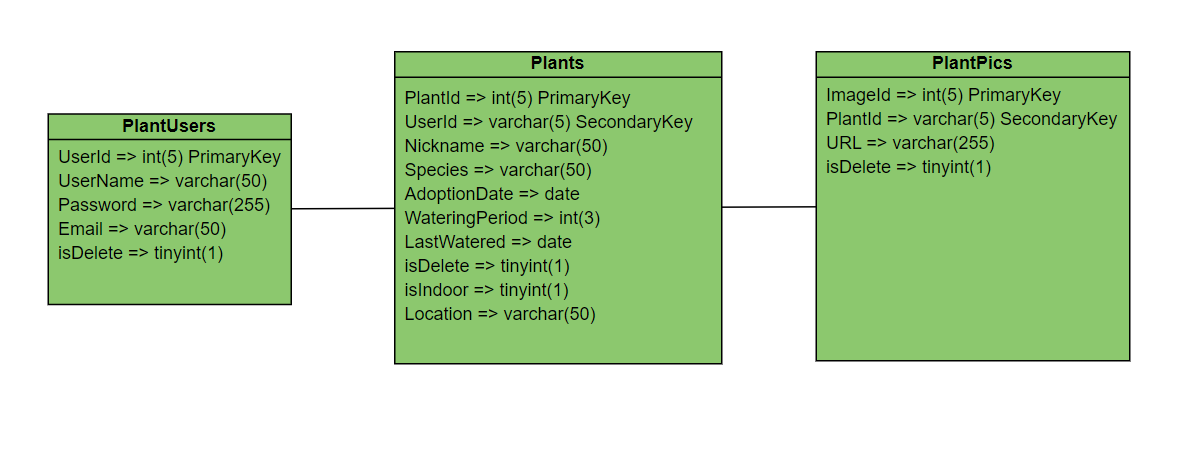 PlantUsers
UserId => int(5) PrimaryKey
UserName => varchar(50)
Password => varchar(255)
Email => varchar(50)
isDelete => tinyint(1)
Plants
PlantId => int(5) PrimaryKey
UserId => varchar(5) SecondaryKey
Nickname => varchar(50)
Species => varchar(50)
AdoptionDate => date
WateringPeriod => int(3)
LastWatered => date
isDelete => tinyint(1)
isIndoor => tinyint(1)
Location => varchar(50)
PlantPics
ImageId => int(5) PrimaryKey
PlantId => varchar(5) SecondaryKey
URL => varchar(255)
isDelete => tinyint(1)